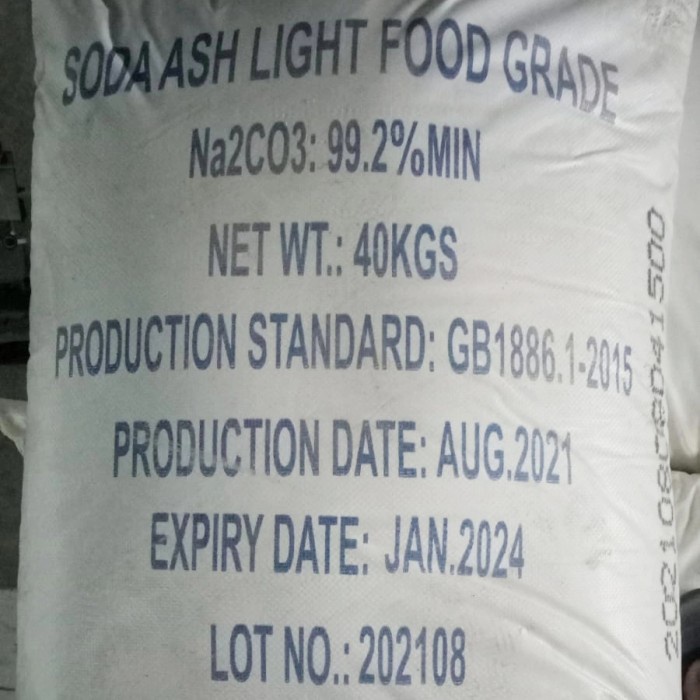 SODA ASH LIGHT FOOD GRADE
Na2CO3: 99.2%MIN
NET WT.: 40KGS
PRODUCTION STANDARD: GB1886.1-2015
PRODUCTION DATE: AUG.2021
EXPIRY DATE: JAN.2024
LOT NO.: 202108